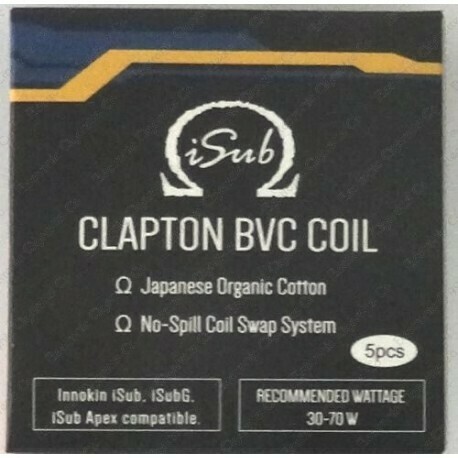 iSub
CLAPTON BVC COIL
Ω Japanese Organic Cotton
Ω No-Spill Coil Swap System
5pcs
Innokin iSub, iSubG,
iSub Apex compatible.
RECOMMENDED WATTAGE
30-70 W